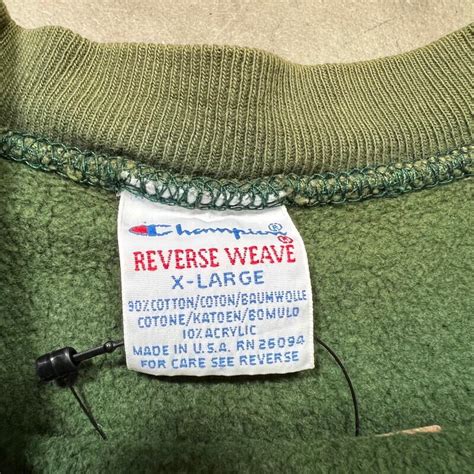 Champion®
REVERSE WEAVE®
X-LARGE
90% COTTON/COTON/BAUMWOLLE
COTONE/KATOEN/BOMULD
10% ACRYLIC
MADE IN U.S.A. RN 26094
FOR CARE SEE REVERSE